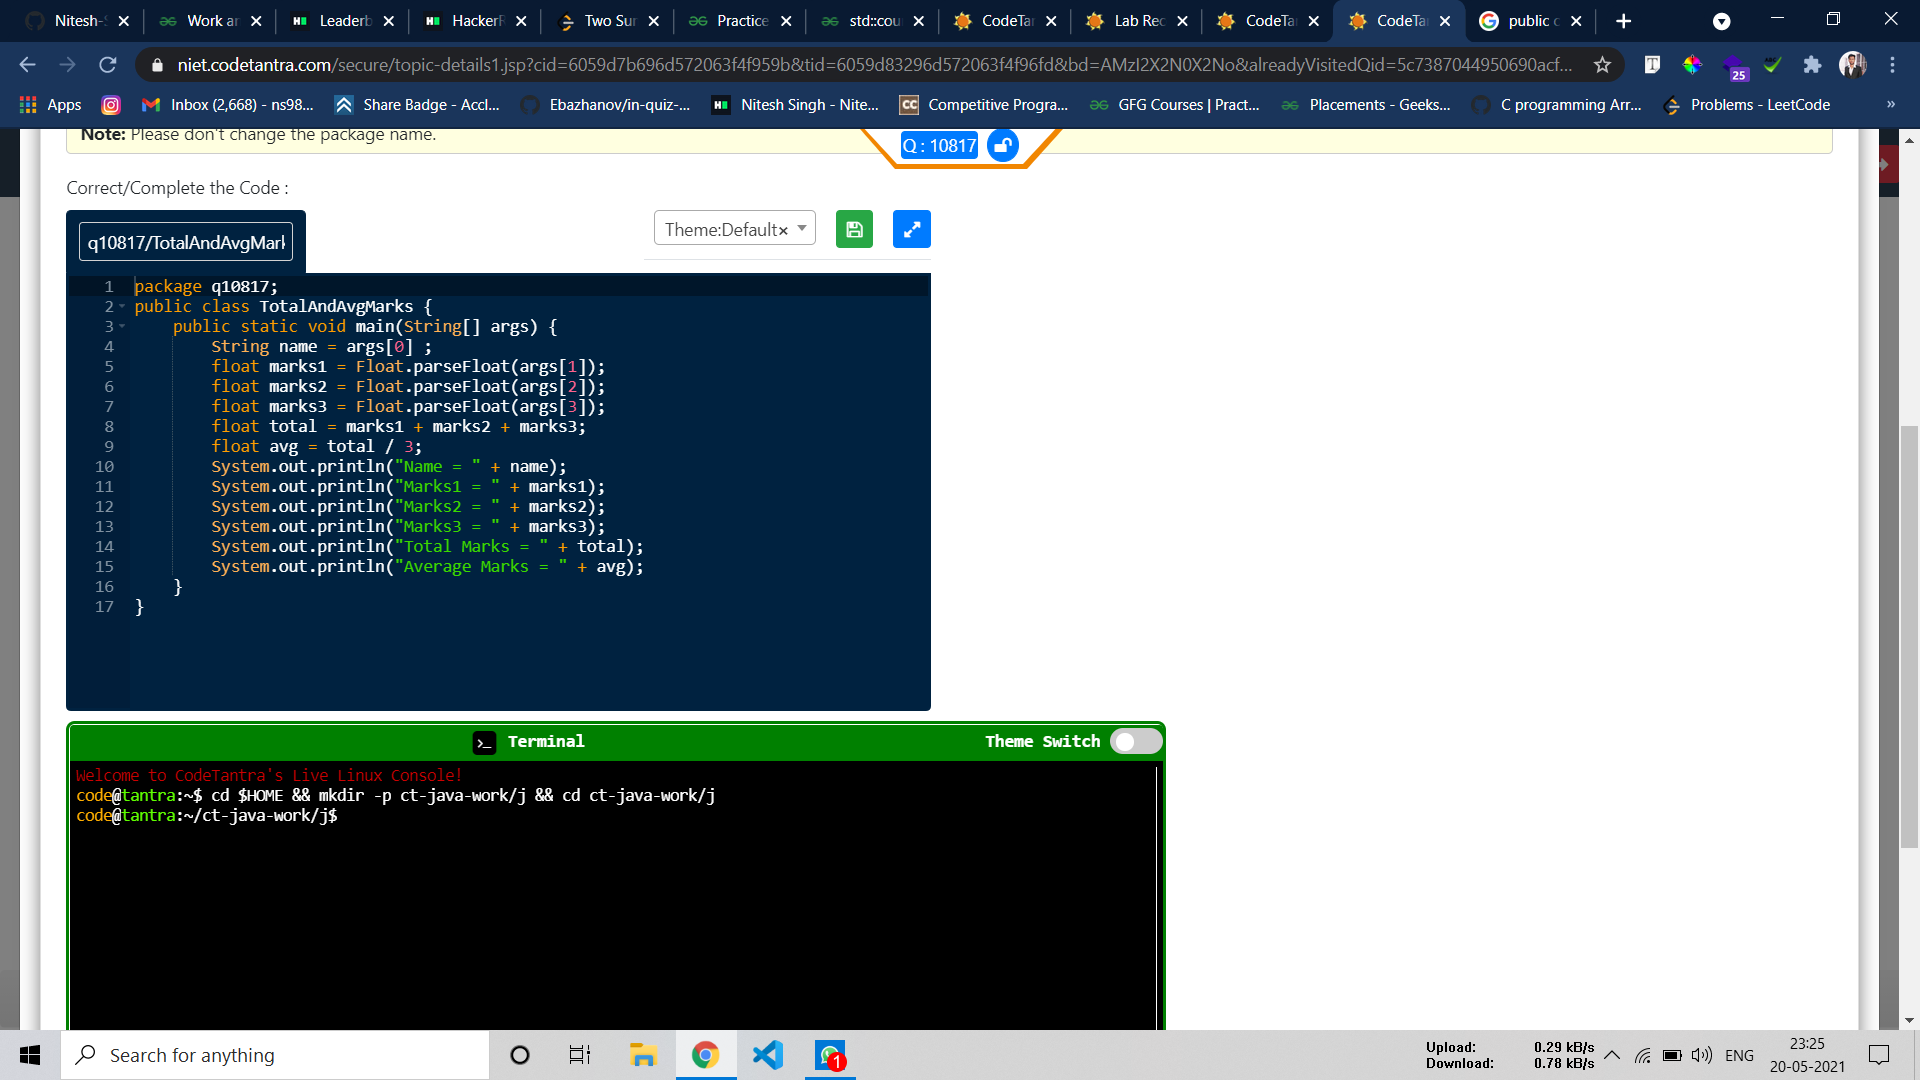 Nitesh-S
Work ar
Leaderb
HackerR
Two Sur
Practice
std::cou
CodeTar
Lab Rec
CodeTar
CodeTar
public c
niet.codetantra.com/secure/topic-details1.jsp?cid=6059d7b696d572063f4f959b&tid=6059d83296d572063f4f96fd&bd=AMzI2X2N0X2No&alreadyVisitedQid=5c7387044950690acf...
25
Apps
Inbox (2,668) - ns98...
Share Badge - Accl...
Ebazhanov/in-quiz-...
Nitesh Singh - Nite...
Competitive Progra...
GFG Courses | Pract...
Placements - Geeks...
C programming Arr...
Problems - LeetCode
»
Note: Please don't change the package name.
Q : 10817
Correct/Complete the Code :
q10817/TotalAndAvgMark
Theme:Default×
1 package q10817;
2 public class TotalAndAvgMarks {
3 public static void main(String[] args) {
4 String name = args[0] ;
5 float marks1 = Float.parseFloat(args[1]);
6 float marks2 = Float.parseFloat(args[2]);
7 float marks3 = Float.parseFloat(args[3]);
8 float total = marks1 + marks2 + marks3;
9 float avg = total / 3;
10 System.out.println("Name = " + name);
11 System.out.println("Marks1 = " + marks1);
12 System.out.println("Marks2 = " + marks2);
13 System.out.println("Marks3 = " + marks3);
14 System.out.println("Total Marks = " + total);
15 System.out.println("Average Marks = " + avg);
16 }
17 }
Terminal
Theme Switch
Welcome to CodeTantra's Live Linux Console!
code@tantra:~$ cd $HOME && mkdir -p ct-java-work/j && cd ct-java-work/j
code@tantra:~/ct-java-work/j$
Search for anything
1
Upload: 0.29 kB/s
Download: 0.78 kB/s
ENG
23:25
20-05-2021